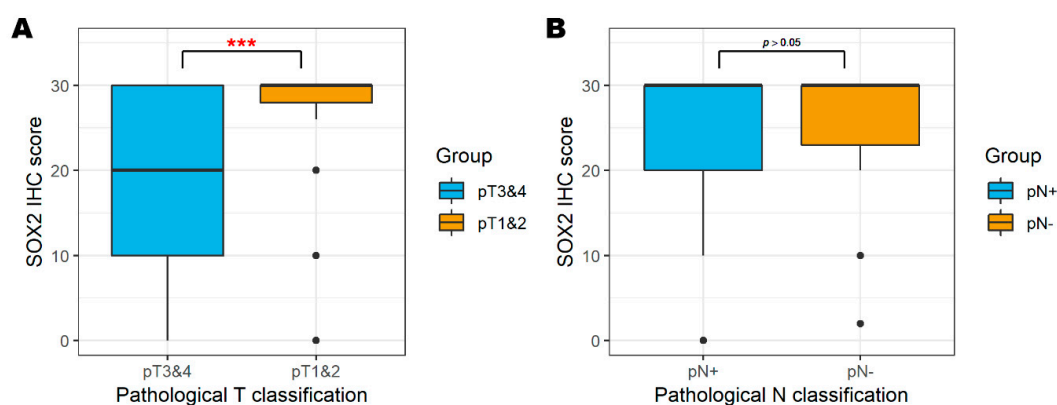 A
***
SOX2 IHC score
30
20
10
0
pT3&4
pT1&2
Pathological T classification
Group
pT3&4
pT1&2
B
p > 0.05
SOX2 IHC score
30
20
10
0
pN+
pN-
Pathological N classification
Group
pN+
pN-